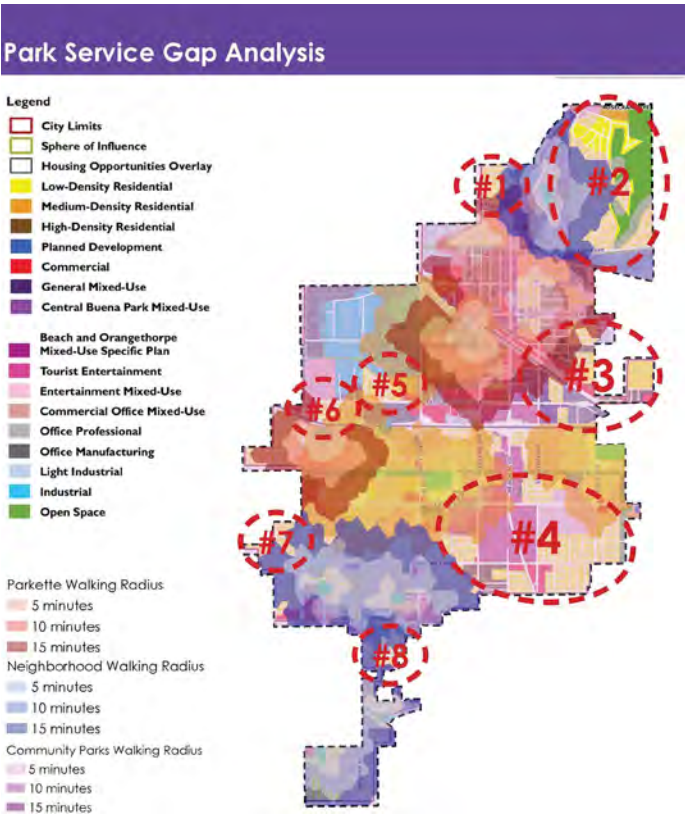 Park Service Gap Analysis
Legend
City Limits
Sphere of Influence
Housing Opportunities Overlay
Low-Density Residential
Medium-Density Residential
High-Density Residential
Planned Development
Commercial
General Mixed-Use
Central Buena Park Mixed-Use
Beach and Orangethorpe
Mixed-Use Specific Plan
Tourist Entertainment
Entertainment Mixed-Use
Commercial Office Mixed-Use
Office Professional
Office Manufacturing
Light Industrial
Industrial
Open Space
Parkette Walking Radius
5 minutes
10 minutes
15 minutes
Neighborhood Walking Radius
5 minutes
10 minutes
15 minutes
Community Parks Walking Radius
5 minutes
10 minutes
15 minutes
#1
#2
#3
#5
#6
#4
#7
#8